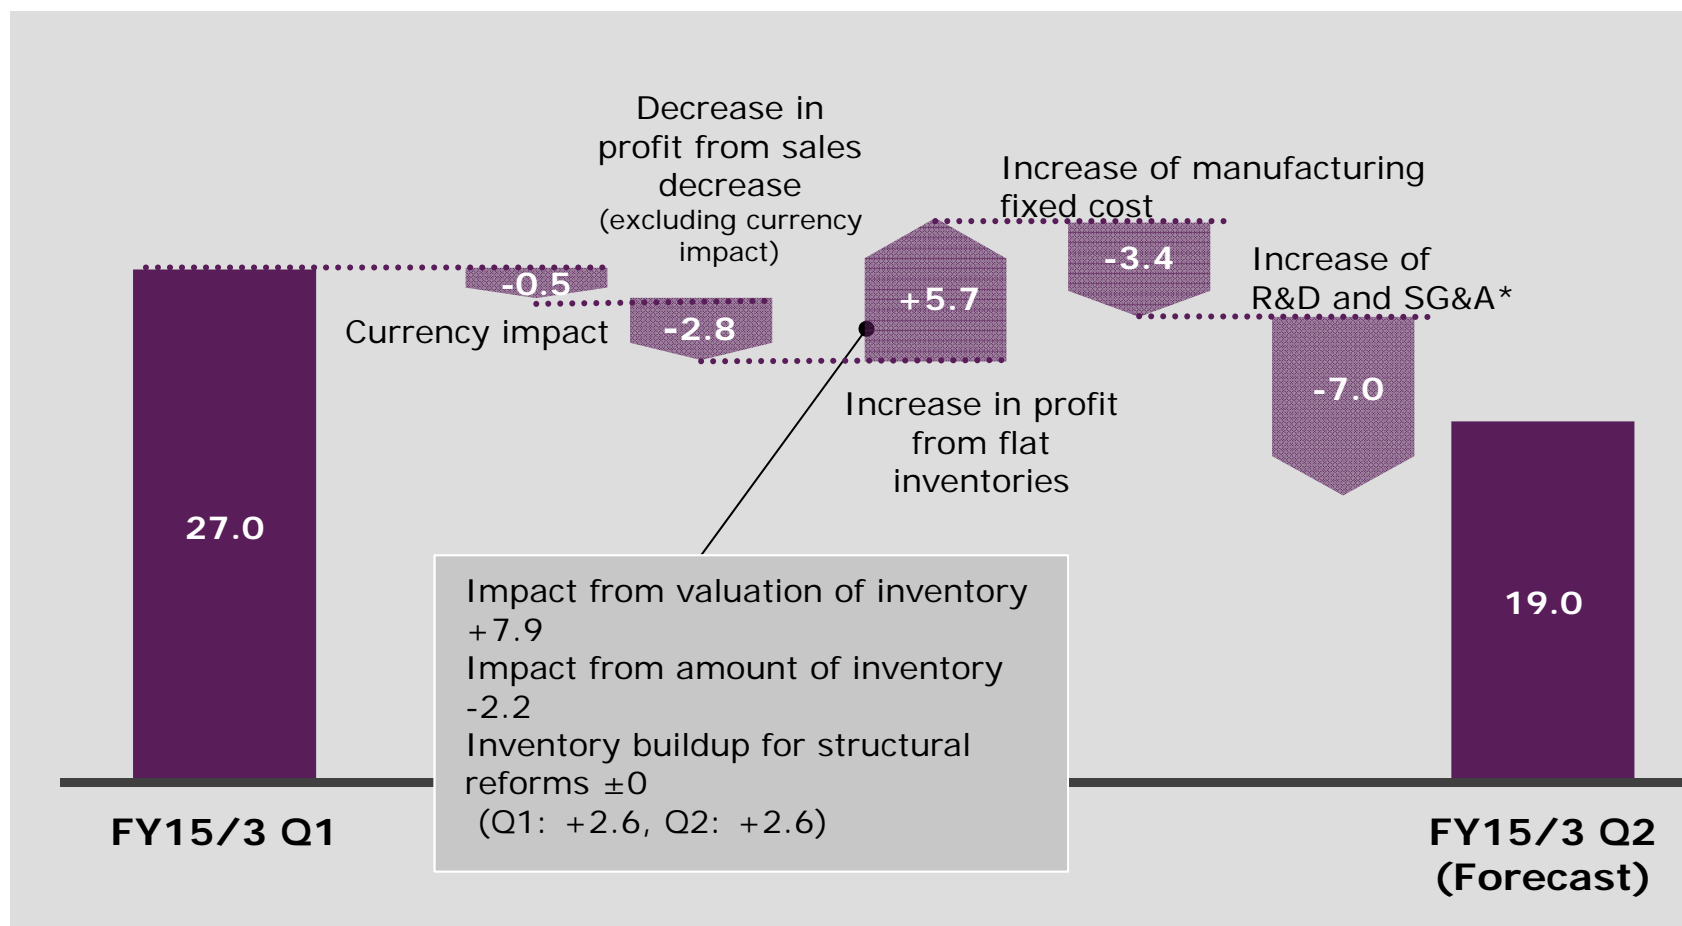 Decrease in
profit from sales
decrease
(excluding currency
impact)
Increase of manufacturing
fixed cost
Increase of
R&D and SG&A*
-0.5
-2.8
+5.7
-3.4
-7.0
Currency impact
Increase in profit
from flat
inventories
27.0
19.0
Impact from valuation of inventory
+7.9
Impact from amount of inventory
-2.2
Inventory buildup for structural
reforms ±0
(Q1: +2.6, Q2: +2.6)
FY15/3 Q1
FY15/3 Q2
(Forecast)